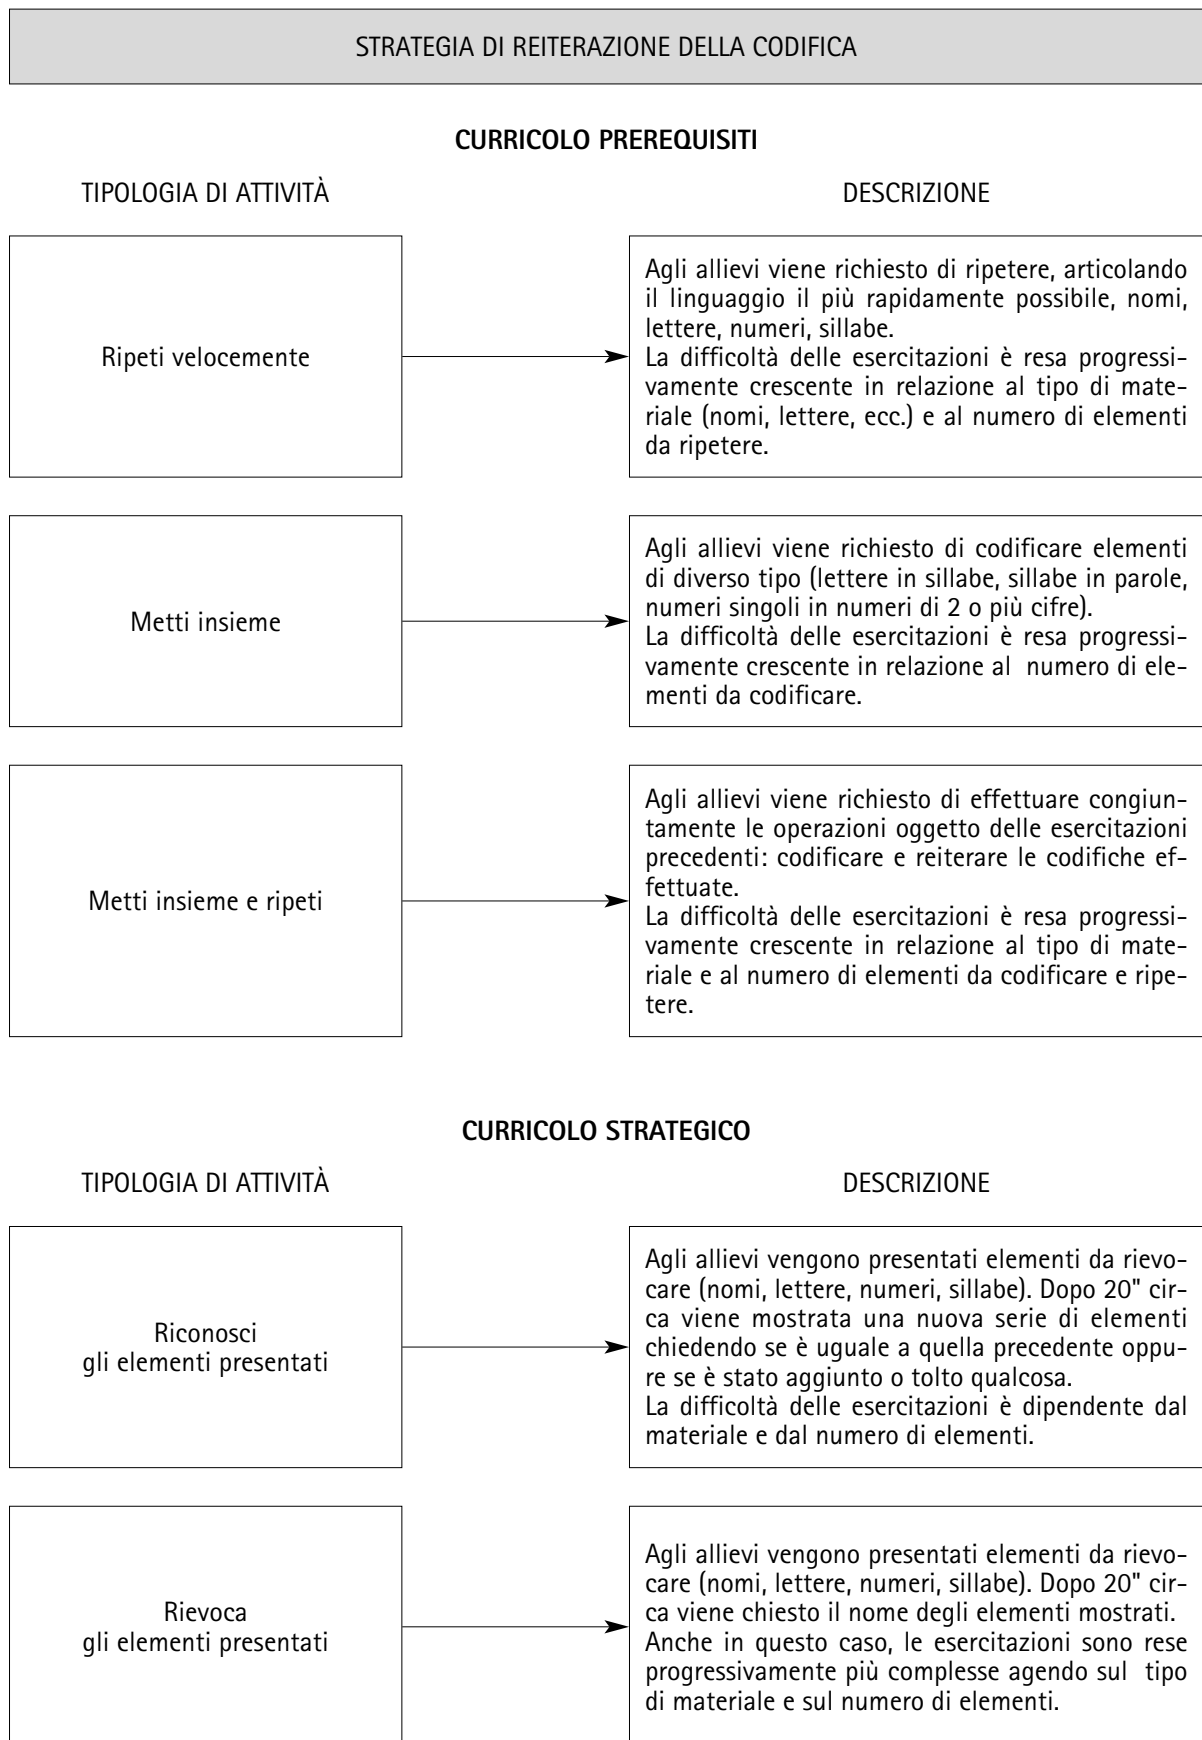 STRATEGIA DI REITERAZIONE DELLA CODIFICA
CURRICOLO PREREQUISITI
TIPOLOGIA DI ATTIVITÀ
DESCRIZIONE
Ripeti velocemente
Agli allievi viene richiesto di ripetere, articolando
il linguaggio il più rapidamente possibile, nomi,
lettere, numeri, sillabe.
La difficoltà delle esercitazioni è resa progressi-
vamente crescente in relazione al tipo di mate-
riale (nomi, lettere, ecc.) e al numero di elementi
da ripetere.
Metti insieme
Agli allievi viene richiesto di codificare elementi
di diverso tipo (lettere in sillabe, sillabe in parole,
numeri singoli in numeri di 2 o più cifre).
La difficoltà delle esercitazioni è resa progressi-
vamente crescente in relazione al numero di ele-
menti da codificare.
Metti insieme e ripeti
Agli allievi viene richiesto di effettuare congiun-
tamente le operazioni oggetto delle esercitazioni
precedenti: codificare e reiterare le codifiche ef-
fettuate.
La difficoltà delle esercitazioni è resa progressi-
vamente crescente in relazione al tipo di mate-
riale e al numero di elementi da codificare e ripe-
tere.
CURRICOLO STRATEGICO
TIPOLOGIA DI ATTIVITÀ
DESCRIZIONE
Riconosci
gli elementi presentati
Agli allievi vengono presentati elementi da rievo-
care (nomi, lettere, numeri, sillabe). Dopo 20" cir-
ca viene mostrata una nuova serie di elementi
chiedendo se è uguale a quella precedente oppu-
re se è stato aggiunto o tolto qualcosa.
La difficoltà delle esercitazioni è dipendente dal
materiale e dal numero di elementi.
Rievoca
gli elementi presentati
Agli allievi vengono presentati elementi da rievo-
care (nomi, lettere, numeri, sillabe). Dopo 20" cir-
ca viene chiesto il nome degli elementi mostrati.
Anche in questo caso, le esercitazioni sono rese
progressivamente più complesse agendo sul tipo
di materiale e sul numero di elementi.